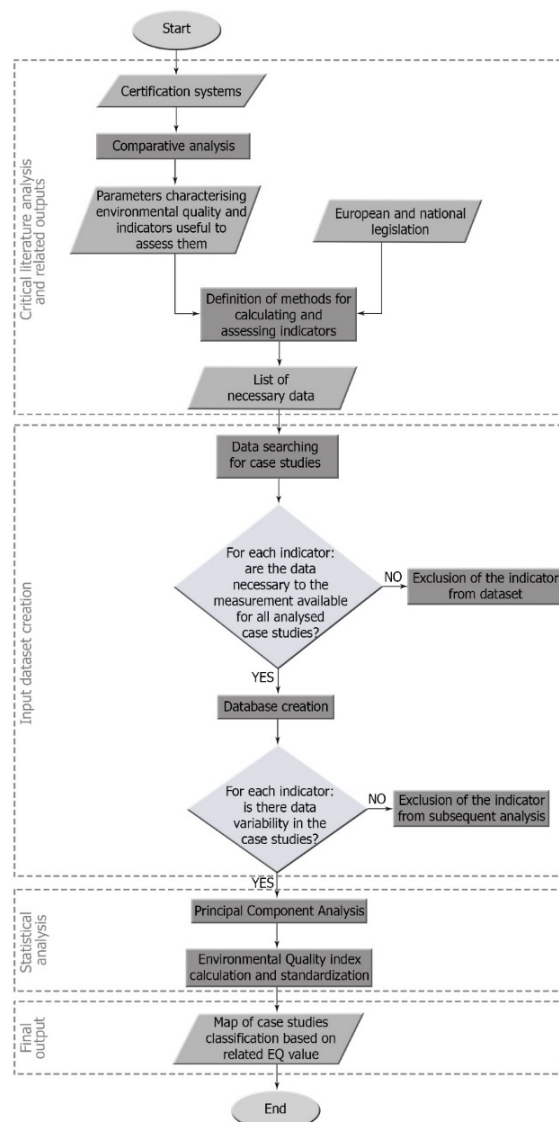 Start
Critical literature analysis
and related outputs
Certification systems
Comparative analysis
Parameters characterising
environmental quality and
indicators useful to
assess them
European and national
legislation
Definition of methods for
calculating and
assessing indicators
List of
necessary data
Input dataset creation
Data searching
for case studies
For each indicator:
are the data
necessary to the
measurement available
for all analysed
case studies?
NO
Exclusion of the indicator
from dataset
YES
Database creation
For each indicator:
is there data
variability in the
case studies?
NO
Exclusion of the indicator
from subsequent analysis
YES
Statistical
analysis
Principal Component Analysis
Environmental Quality index
calculation and standardization
Final
output
Map of case studies
classification based on
related EQ value
End